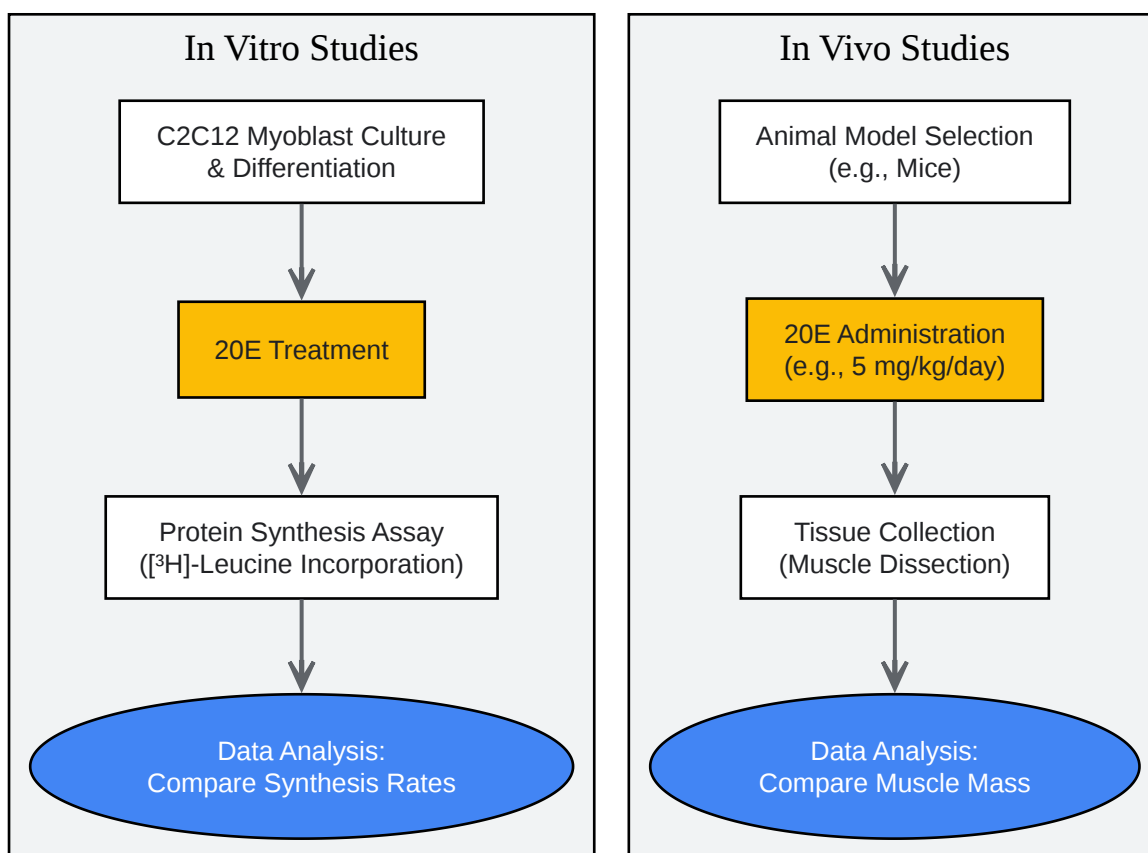 In Vitro Studies
C2C12 Myoblast Culture
& Differentiation
20E Treatment
Protein Synthesis Assay
([³H]-Leucine Incorporation)
Data Analysis:
Compare Synthesis Rates
In Vivo Studies
Animal Model Selection
(e.g., Mice)
20E Administration
(e.g., 5 mg/kg/day)
Tissue Collection
(Muscle Dissection)
Data Analysis:
Compare Muscle Mass